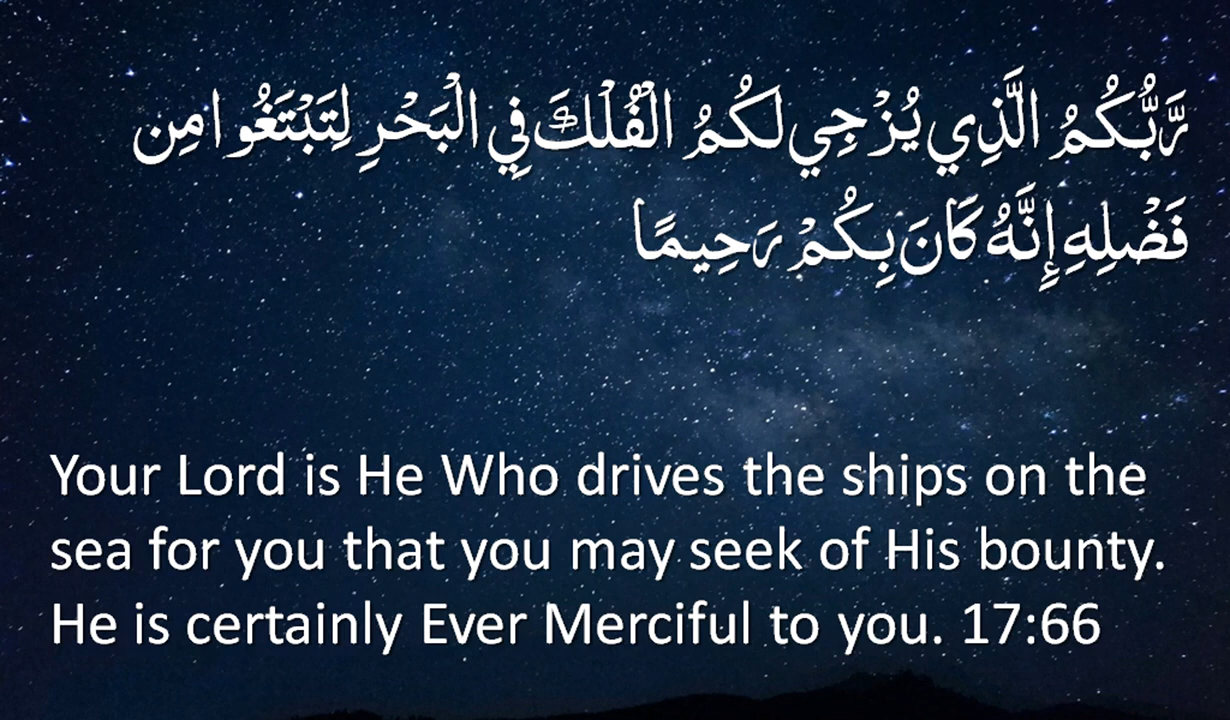 رَّبُّكُمُ الَّذِي يُزْجِي لَكُمُ الْفُلْكَ فِي الْبَحْرِ لِتَبْتَغُوا مِن
فَضْلِهِ إِنَّهُ كَانَ بِكُمْ رَحِيمًا
Your Lord is He Who drives the ships on the
sea for you that you may seek of His bounty.
He is certainly Ever Merciful to you. 17:66